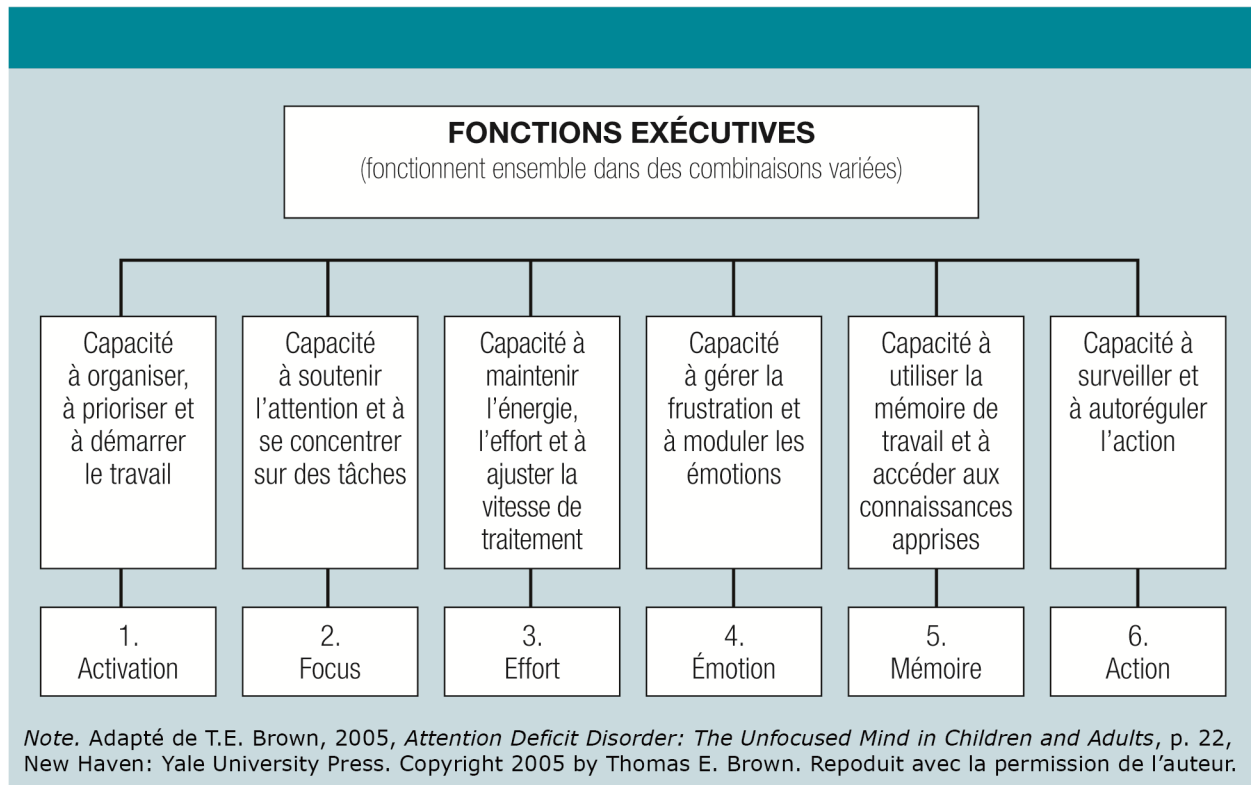 FONCTIONS EXÉCUTIVES
(fonctionnent ensemble dans des combinaisons variées)
Capacité
à organiser,
à prioriser et
à démarrer
le travail
Capacité
à soutenir
l'attention et à
se concentrer
sur des tâches
Capacité à
maintenir
l'énergie,
l'effort et à
ajuster la
vitesse de
traitement
Capacité
à gérer la
frustration et
à moduler les
émotions
Capacité à
utiliser la
mémoire de
travail et à
accéder aux
connaissances
apprises
Capacité à
surveiller et
à autoréguler
l'action
1.
Activation
2.
Focus
3.
Effort
4.
Émotion
5.
Mémoire
6.
Action
Note. Adapté de T.E. Brown, 2005, Attention Deficit Disorder: The Unfocused Mind in Children and Adults, p. 22,
New Haven: Yale University Press. Copyright 2005 by Thomas E. Brown. Repoduit avec la permission de l'auteur.